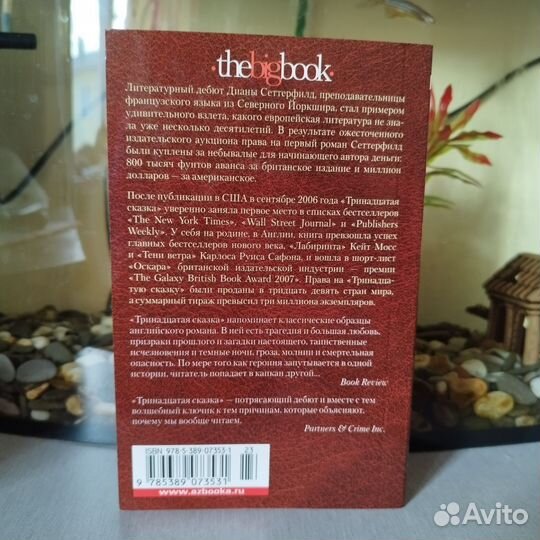 ·thebigbook·
Литературный дебют Дианы Сеттерфилд, преподавательницы
французского языка из Северного Йоркшира, стал примером
удивительного взлета, какого европейская литература не зна-
ла уже несколько десятилетий. В результате ожесточенного
издательского аукциона права на первый роман Сеттерфилд
были куплены за небывалые для начинающего автора деньги:
800 тысяч фунтов аванса за британское издание и миллион
долларов — за американское.
После публикации в США в сентябре 2006 года «Тринадцатая
сказка» уверенно заняла первое место в списках бестселлеров
«The New York Times», «Wall Street Journal» и «Publishers
Weekly». У себя на родине, в Англии, книга превзошла успех
главных бестселлеров нового века, «Лабиринта» Кейт Мосс
и «Тени ветра» Карлоса Руиса Сафона, и вошла в шорт-лист
«Оскара» британской издательской индустрии — премии
«The Galaxy British Book Award 2007». Права на «Тринадца-
тую сказку» были проданы в тридцать девять стран мира,
а суммарный тираж превысил три миллиона экземпляров.
«Тринадцатая сказка» напоминает классические образцы
английского романа. В ней есть трагедия и большая любовь,
призраки прошлого и загадки настоящего, таинственные
исчезновения и темные ночи, гроза, молнии и смертельная
опасность. По мере того как героиня запутывается в одной
истории, читатель попадает в капкан другой...
Book Review
«Тринадцатая сказка» — потрясающий дебют и вместе с тем
волшебный ключик к тем причинам, которые объясняют,
почему мы вообще читаем.
Partners & Crime Inc.
ISBN 978-5-389-07353-1
23
9 785389 073531
www.azbooka.ru
Avito